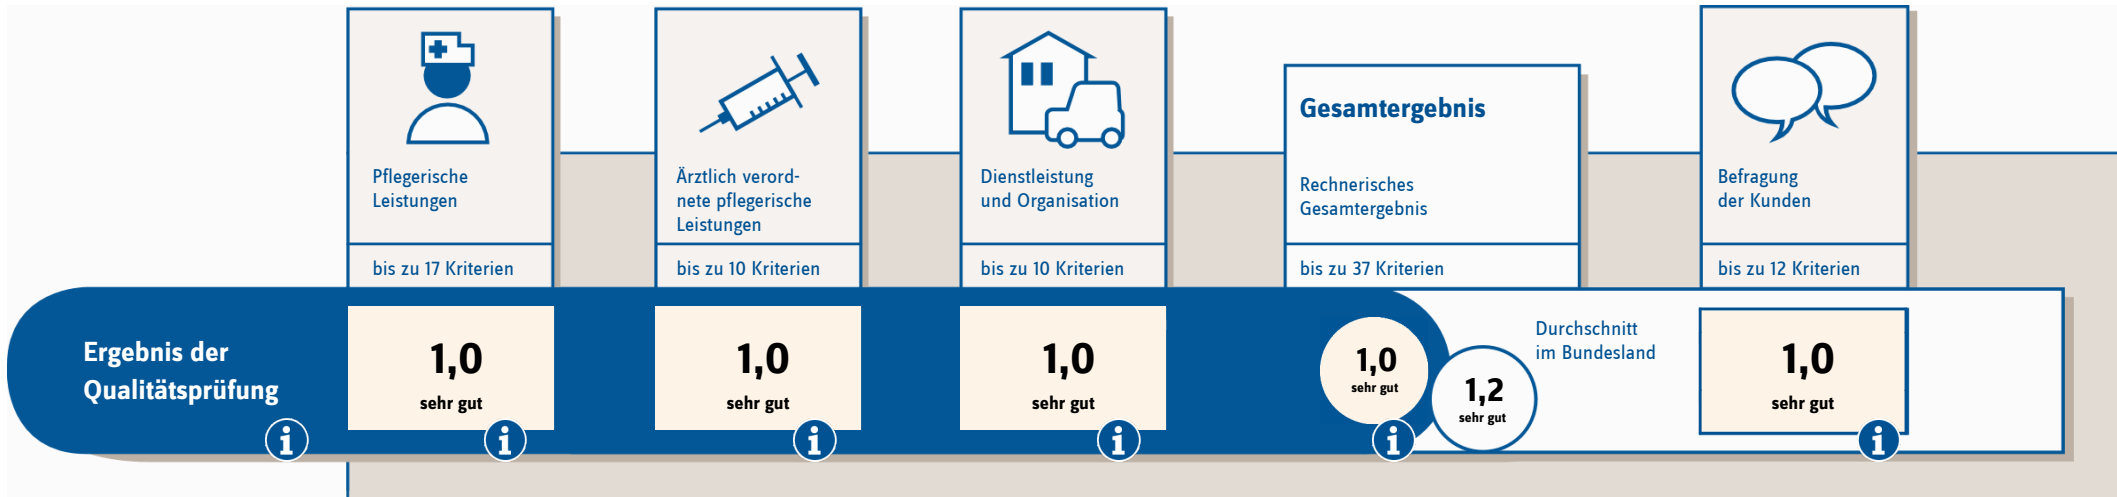 Pflegerische
Leistungen
bis zu 17 Kriterien
Ärztlich verord-
nete pflegerische
Leistungen
bis zu 10 Kriterien
Dienstleistung
und Organisation
bis zu 10 Kriterien
Gesamtergebnis
Rechnerisches
Gesamtergebnis
bis zu 37 Kriterien
Befragung
der Kunden
bis zu 12 Kriterien
Ergebnis der
Qualitätsprüfung
i
1,0
sehr gut
i
1,0
sehr gut
i
1,0
sehr gut
i
1,0
sehr gut
i
1,2
sehr gut
Durchschnitt
im Bundesland
1,0
sehr gut
i